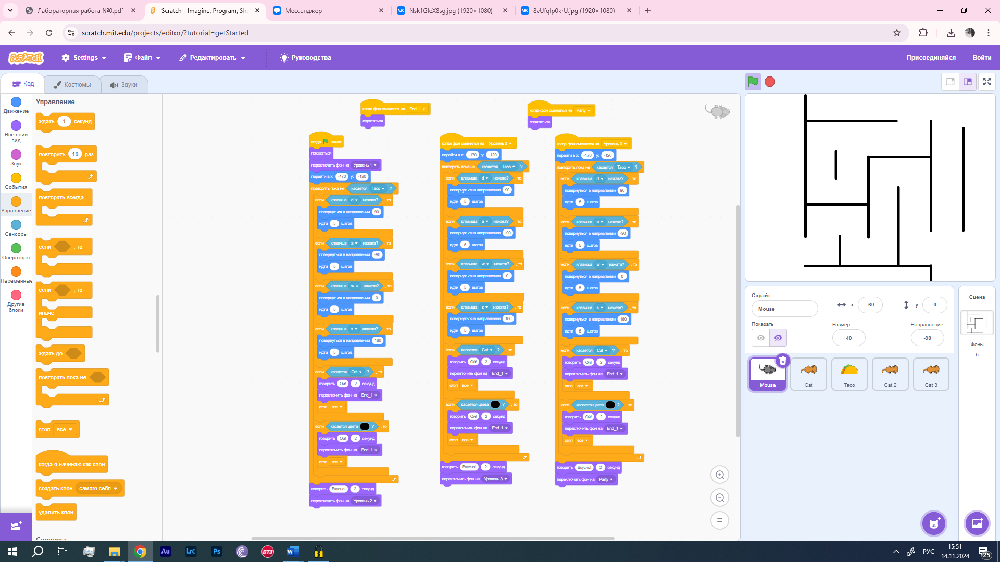 Лабораторная работа №0.pdf
Scratch - Imagine, Program, Sha
Мессенджер
Nsk1GleX8sg.jpg (1920×1080)
8vUfqIp0krU.jpg (1920×1080)
scratch.mit.edu/projects/editor/?tutorial=getStarted
SCRATCH
Settings
Файл
Редактировать
Руководства
Присоединяйся
Войти
Код
Костюмы
Звуки
Движение
Внешний вид
Звук
События
Управление
Сенсоры
Операторы
Переменные
Другие блоки
Управление
ждать 1 секунд
повторить 10 раз
повторять всегда
если , то
если , то
иначе
ждать до
повторять пока не
стоп все
когда я начинаю как клон
создать клон самого себя
удалить клон
Сенсоры
когда фон сменился на End_1
спрятаться
когда фон сменился на Party
спрятаться
когда нажат
показаться
переключить фон на Уровень 1
перейти в x: -170 y: -120
повторять пока не касается Taco ?
если клавиша d нажата? , то
повернуться в направлении 90
идти 5 шагов
если клавиша a нажата? , то
повернуться в направлении -90
идти 5 шагов
если клавиша w нажата? , то
повернуться в направлении 0
идти 5 шагов
если клавиша s нажата? , то
повернуться в направлении 180
идти 5 шагов
если касается Cat ? , то
говорить Ой! 2 секунд
переключить фон на End_1
стоп все
если касается цвета ? , то
говорить Ой! 2 секунд
переключить фон на End_1
стоп все
говорить Вкусно! 2 секунд
переключить фон на Уровень 2
когда фон сменился на Уровень 2
перейти в x: -170 y: -120
повторять пока не касается Taco ?
если клавиша d нажата? , то
повернуться в направлении 90
идти 5 шагов
если клавиша a нажата? , то
повернуться в направлении -90
идти 5 шагов
если клавиша w нажата? , то
повернуться в направлении 0
идти 5 шагов
если клавиша s нажата? , то
повернуться в направлении 180
идти 5 шагов
если касается Cat ? , то
говорить Ой! 2 секунд
переключить фон на End_1
стоп все
если касается цвета ? , то
говорить Ой! 2 секунд
переключить фон на End_1
стоп все
говорить Вкусно! 2 секунд
переключить фон на Уровень 3
когда фон сменился на Уровень 3
перейти в x: -170 y: -120
повторять пока не касается Taco ?
если клавиша d нажата? , то
повернуться в направлении 90
идти 5 шагов
если клавиша a нажата? , то
повернуться в направлении -90
идти 5 шагов
если клавиша w нажата? , то
повернуться в направлении 0
идти 5 шагов
если клавиша s нажата? , то
повернуться в направлении 180
идти 5 шагов
если касается Cat ? , то
говорить Ой! 2 секунд
переключить фон на End_1
стоп все
если касается цвета ? , то
говорить Ой! 2 секунд
переключить фон на End_1
стоп все
говорить Вкусно! 2 секунд
переключить фон на Party
Спрайт
Mouse
x -60
y 0
Показать
Размер
40
Направление
-90
Mouse
Cat
Taco
Cat 2
Cat 3
Сцена
Фоны
5
Au
Lrc
Ps
GT3
W
РУС
15:51
14.11.2024
25